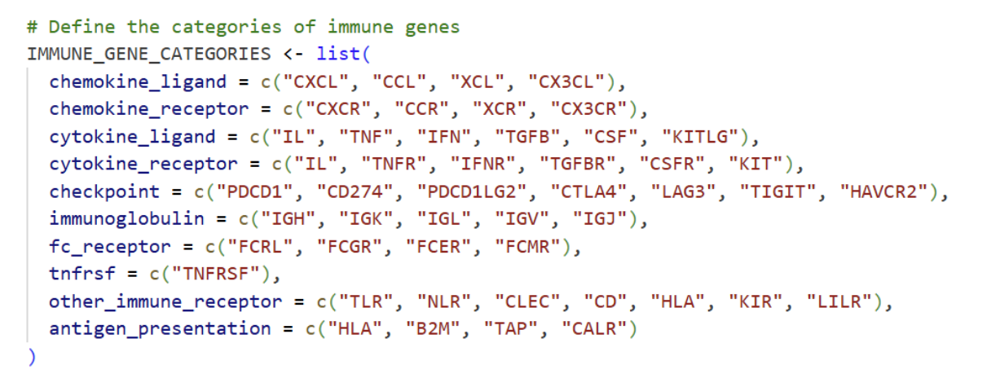 # Define the categories of immune genes
IMMUNE_GENE_CATEGORIES <- list(
  chemokine_ligand = c("CXCL", "CCL", "XCL", "CX3CL"),
  chemokine_receptor = c("CXCR", "CCR", "XCR", "CX3CR"),
  cytokine_ligand = c("IL", "TNF", "IFN", "TGFB", "CSF", "KITLG"),
  cytokine_receptor = c("IL", "TNFR", "IFNR", "TGFBR", "CSFR", "KIT"),
  checkpoint = c("PDCD1", "CD274", "PDCD1LG2", "CTLA4", "LAG3", "TIGIT", "HAVCR2"),
  immunoglobulin = c("IGH", "IGK", "IGL", "IGV", "IGJ"),
  fc_receptor = c("FCRL", "FCGR", "FCER", "FCMR"),
  tnfrsf = c("TNFRSF"),
  other_immune_receptor = c("TLR", "NLR", "CLEC", "CD", "HLA", "KIR", "LILR"),
  antigen_presentation = c("HLA", "B2M", "TAP", "CALR")
)